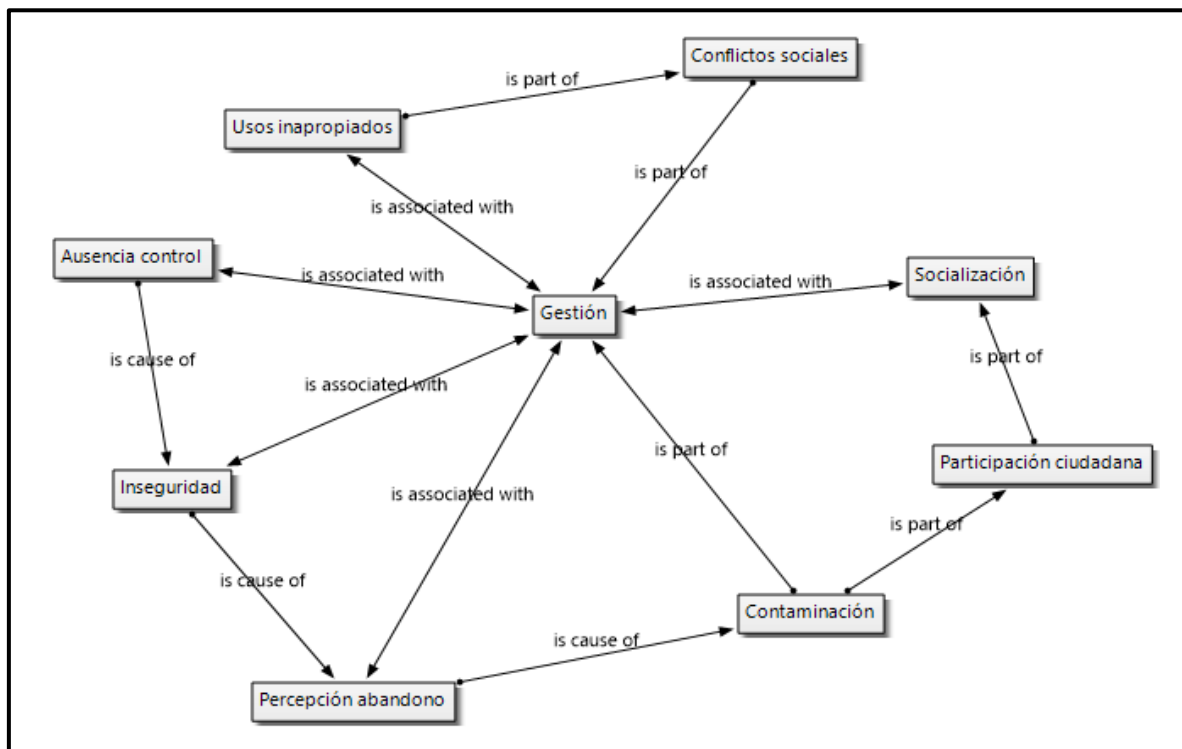 Conflictos sociales
is part of
Usos inapropiados
is part of
is associated with
Ausencia control
is associated with
Socialización
is associated with
Gestión
is cause of
is part of
is associated with
is part of
Participación ciudadana
Inseguridad
is associated with
is part of
is cause of
Contaminación
is cause of
Percepción abandono